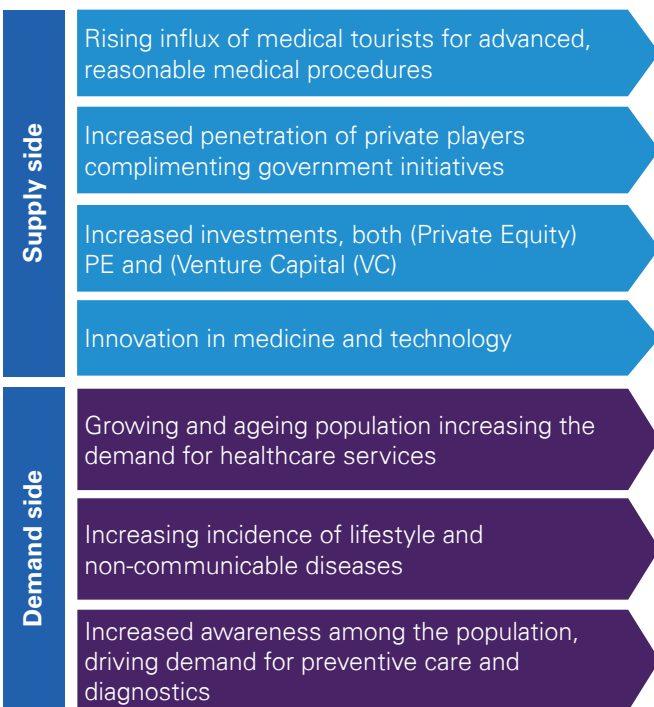 Supply side
Rising influx of medical tourists for advanced,
reasonable medical procedures
Increased penetration of private players
complimenting government initiatives
Increased investments, both (Private Equity)
PE and (Venture Capital (VC)
Innovation in medicine and technology
Demand side
Growing and ageing population increasing the
demand for healthcare services
Increasing incidence of lifestyle and
non-communicable diseases
Increased awareness among the population,
driving demand for preventive care and
diagnostics